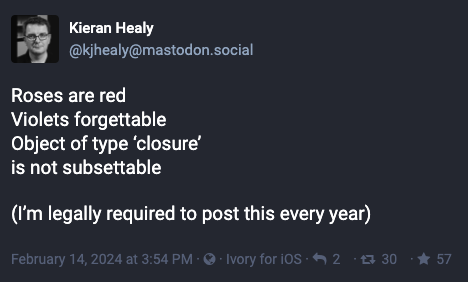 Kieran Healy
@kjhealy@mastodon.social
Roses are red
Violets forgettable
Object of type ‘closure’
is not subsettable
(I’m legally required to post this every year)
February 14, 2024 at 3:54 PM · · Ivory for iOS · 2 · 30 · 57